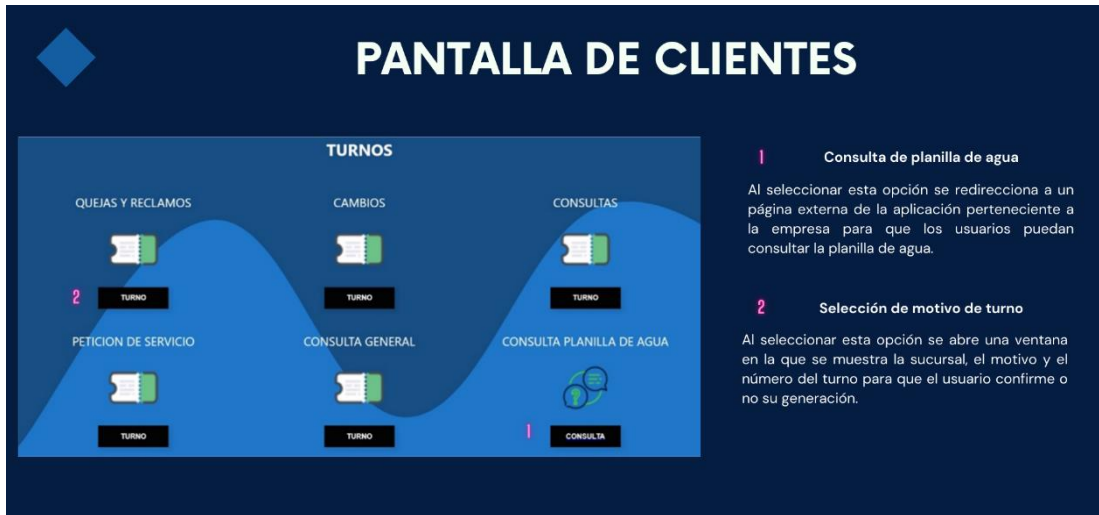 PANTALLA DE CLIENTES
TURNOS
QUEJAS Y RECLAMOS
CAMBIOS
CONSULTAS
2
TURNO
TURNO
TURNO
PETICION DE SERVICIO
CONSULTA GENERAL
CONSULTA PLANILLA DE AGUA
TURNO
TURNO
1
CONSULTA
1 Consulta de planilla de agua
Al seleccionar esta opción se redirecciona a un
página externa de la aplicación perteneciente a
la empresa para que los usuarios puedan
consultar la planilla de agua.
2 Selección de motivo de turno
Al seleccionar esta opción se abre una ventana
en la que se muestra la sucursal, el motivo y el
número del turno para que el usuario confirme o
no su generación.